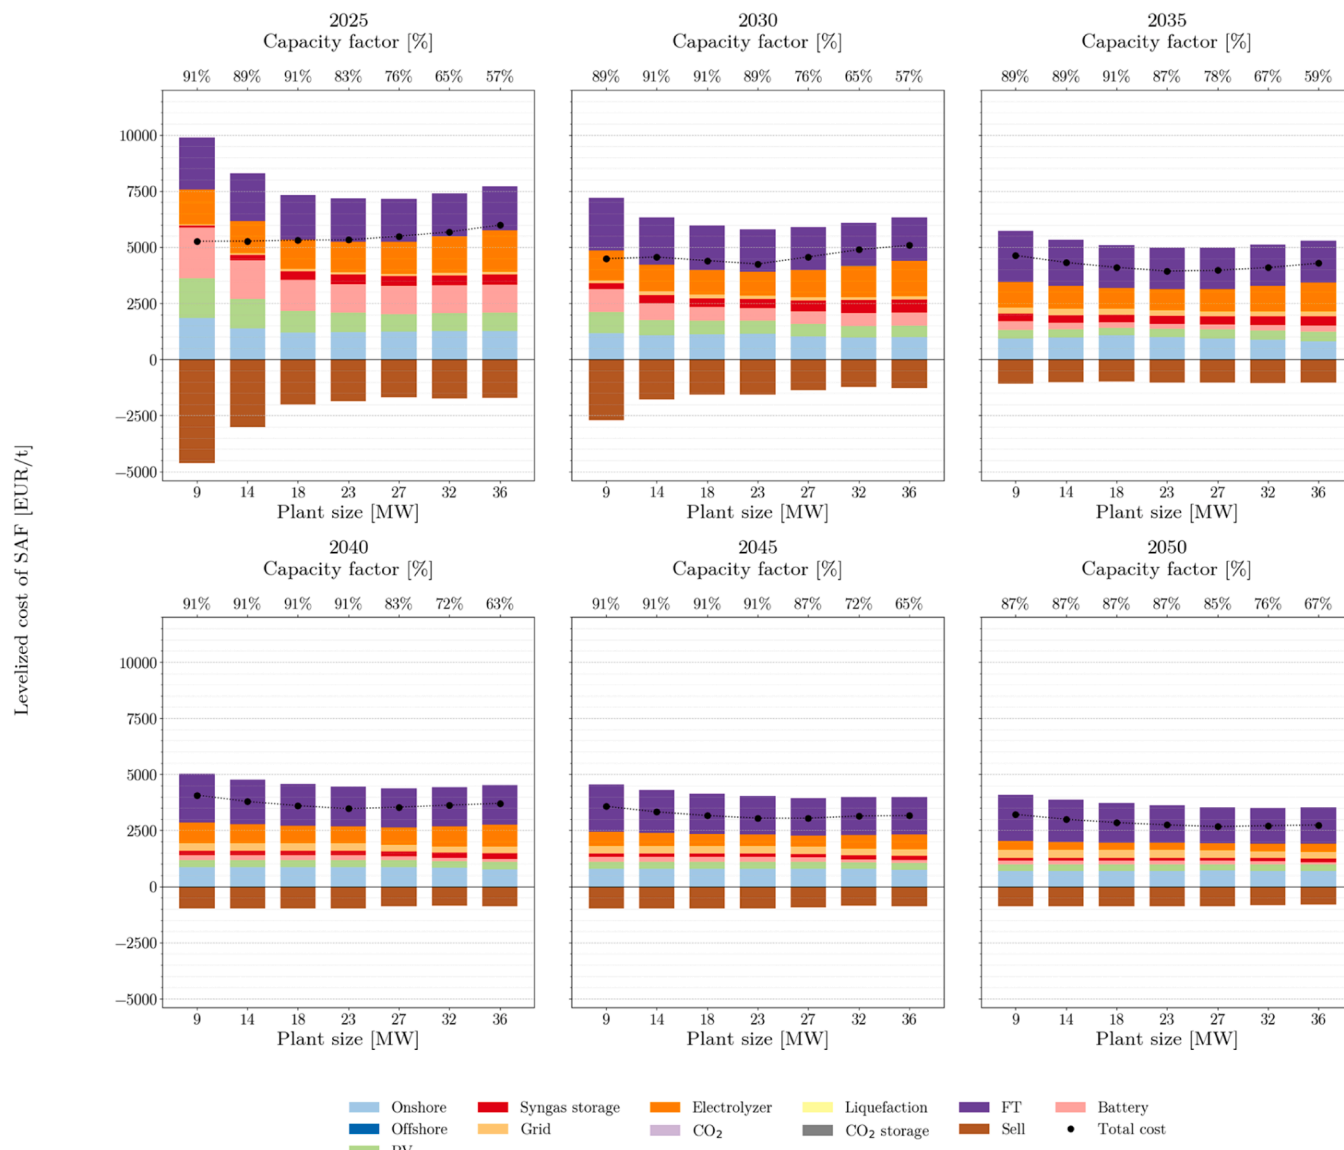 2025 2030 2035
Capacity factor [%] Capacity factor [%] Capacity factor [%]
91% 89% 91% 83% 76% 65% 57% 89% 91% 91% 89% 76% 65% 57% 89% 89% 91% 87% 78% 67% 59%
10000
7500
5000
2500
0
−2500
−5000
9 14 18 23 27 32 36 9 14 18 23 27 32 36 9 14 18 23 27 32 36
Plant size [MW] Plant size [MW] Plant size [MW]
Levelized cost of SAF [EUR/t]
2040 2045 2050
Capacity factor [%] Capacity factor [%] Capacity factor [%]
91% 91% 91% 91% 83% 72% 63% 91% 91% 91% 91% 87% 72% 65% 87% 87% 87% 87% 85% 76% 67%
10000
7500
5000
2500
0
−2500
−5000
9 14 18 23 27 32 36 9 14 18 23 27 32 36 9 14 18 23 27 32 36
Plant size [MW] Plant size [MW] Plant size [MW]
Onshore Syngas storage Electrolyzer Liquefaction FT Battery
Offshore Grid CO₂ CO₂ storage Sell Total cost